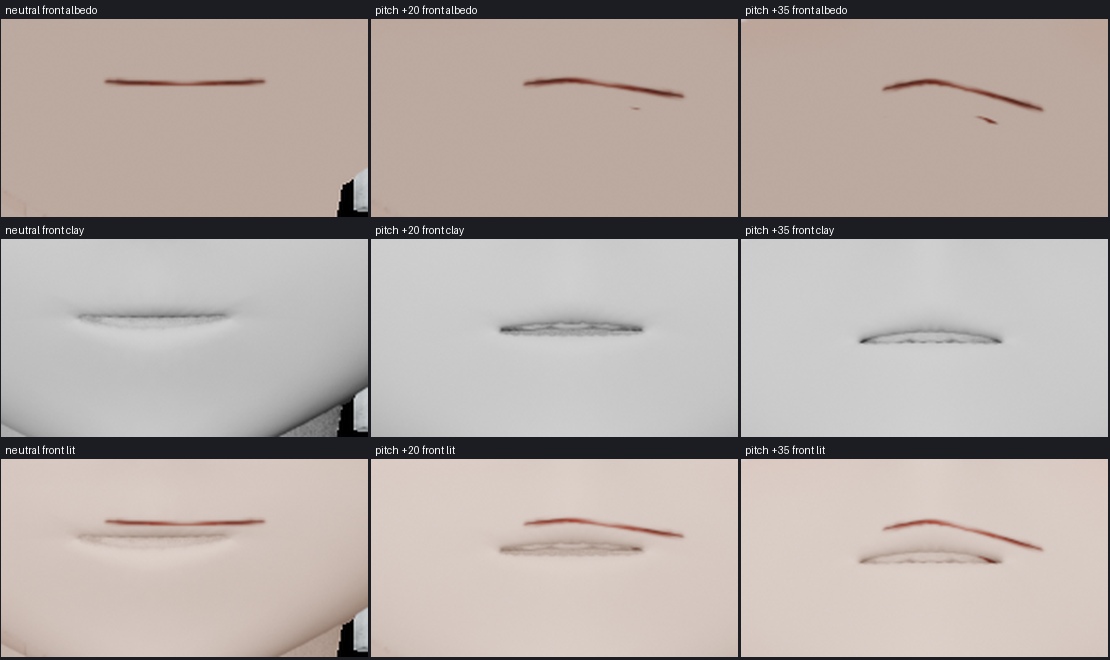 neutral front albedo
pitch +20 front albedo
pitch +35 front albedo
neutral front clay
pitch +20 front clay
pitch +35 front clay
neutral front lit
pitch +20 front lit
pitch +35 front lit